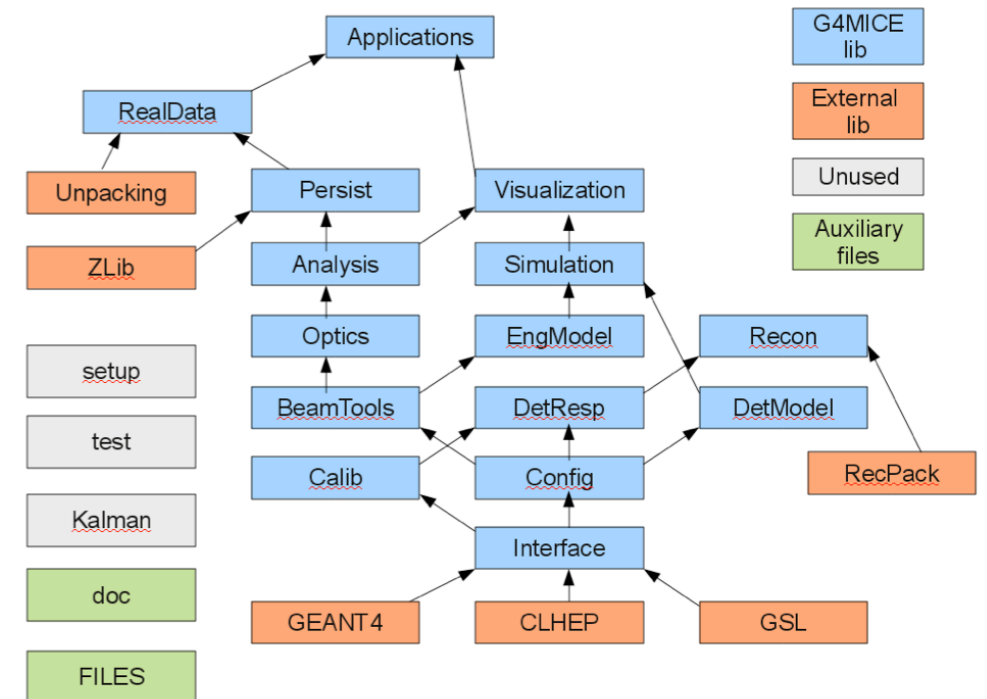 Applications
G4MICE
lib
RealData
External
lib
Unpacking
Persist
Visualization
Unused
ZLib
Analysis
Simulation
Auxiliary
files
Optics
EngModel
Recon
setup
BeamTools
DetResp
DetModel
test
Calib
Config
RecPack
Kalman
Interface
doc
GEANT4
CLHEP
GSL
FILES